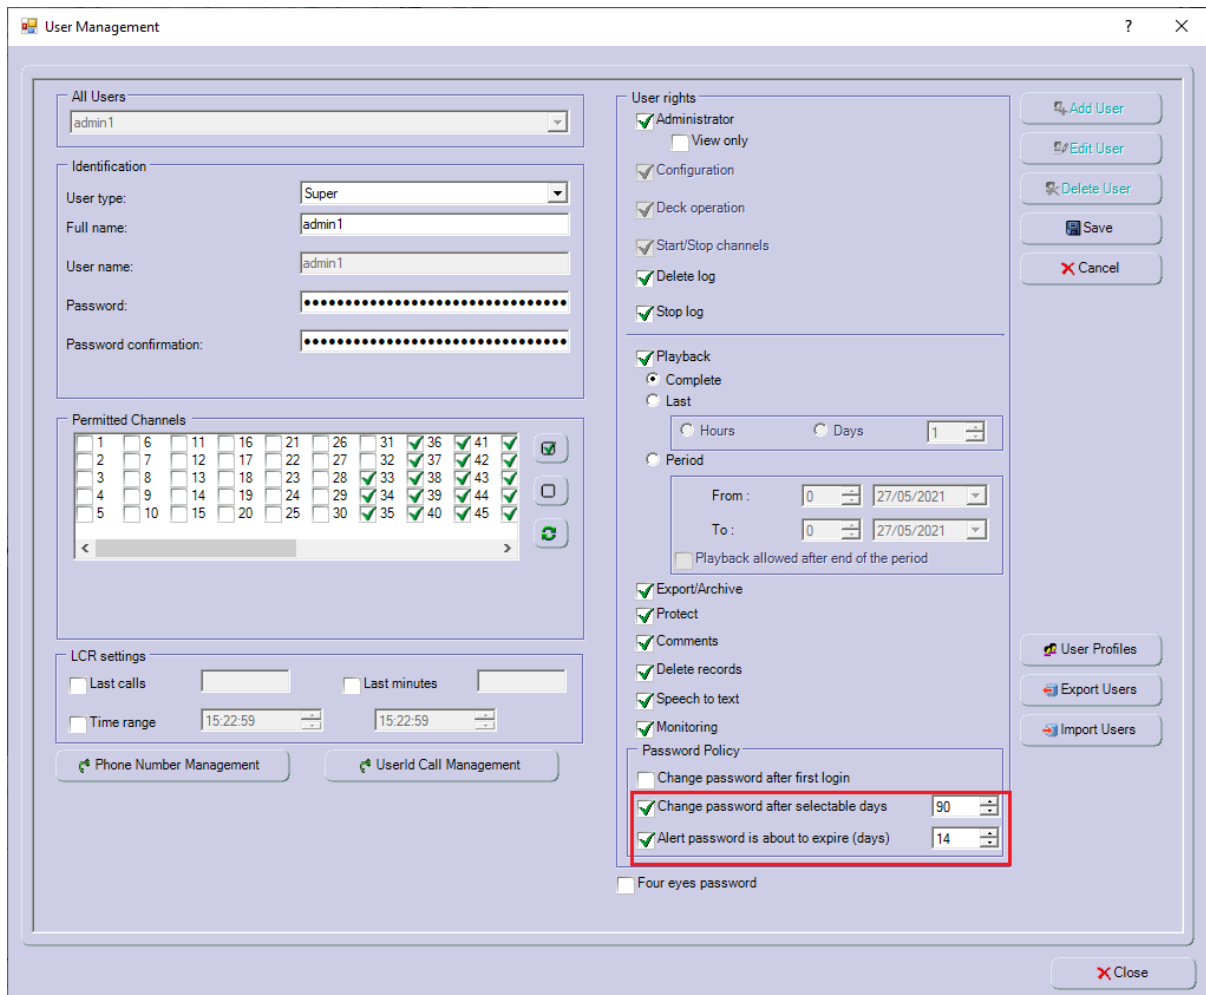 User Management
?
All Users
admin1
Identification
User type:
Super
Full name:
admin1
User name:
admin1
Password:
●●●●●●●●●●●●●●●●●●●●●●●●●●●●●●●●
Password confirmation:
●●●●●●●●●●●●●●●●●●●●●●●●●●●●●●●●
Permitted Channels
1 6 11 16 21 26 31 36 41
2 7 12 17 22 27 32 37 42
3 8 13 18 23 28 33 38 43
4 9 14 19 24 29 34 39 44
5 10 15 20 25 30 35 40 45
LCR settings
Last calls
Last minutes
Time range
15:22:59
15:22:59
Phone Number Management
UserId Call Management
User rights
Administrator
View only
Configuration
Deck operation
Start/Stop channels
Delete log
Stop log
Playback
Complete
Last
Hours
Days
1
Period
From :
0
27/05/2021
To :
0
27/05/2021
Playback allowed after end of the period
Export/Archive
Protect
Comments
Delete records
Speech to text
Monitoring
Password Policy
Change password after first login
Change password after selectable days
90
Alert password is about to expire (days)
14
Four eyes password
Add User
Edit User
Delete User
Save
Cancel
User Profiles
Export Users
Import Users
Close